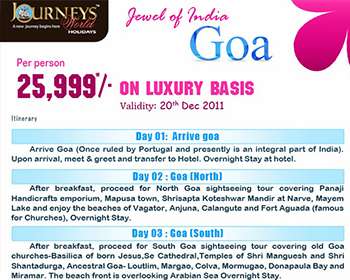 JOURNEYS
World
A new journey begins here
HOLIDAYS
Jewel of India
Goa
Per person
25,999*/- ON LUXURY BASIS
Validity: 20th Dec 2011
Itinerary
Day 01: Arrive goa
Arrive Goa (Once ruled by Portugal and presently is an integral part of India).
Upon arrival, meet & greet and transfer to Hotel. Overnight Stay at hotel.
Day 02 : Goa (North)
After breakfast, proceed for North Goa sightseeing tour covering Panaji
Handicrafts emporium, Mapusa town, Shrisapta Koteshwar Mandir at Narve, Mayem
Lake and enjoy the beaches of Vagator, Anjuna, Calangute and Fort Aguada (famous
for Churches), Overnight Stay.
Day 03 : Goa (South)
After breakfast, proceed for South Goa sightseeing tour covering old Goa
churches-Basilica of born Jesus,Se Cathedral,Temples of Shri Manguesh and Shri
Shantadurga, Ancestral Goa- Loutlim, Margao, Colva, Mormugao, Donapaula Bay and
Miramar. The beach front is overlooking Arabian Sea Overnight Stay.